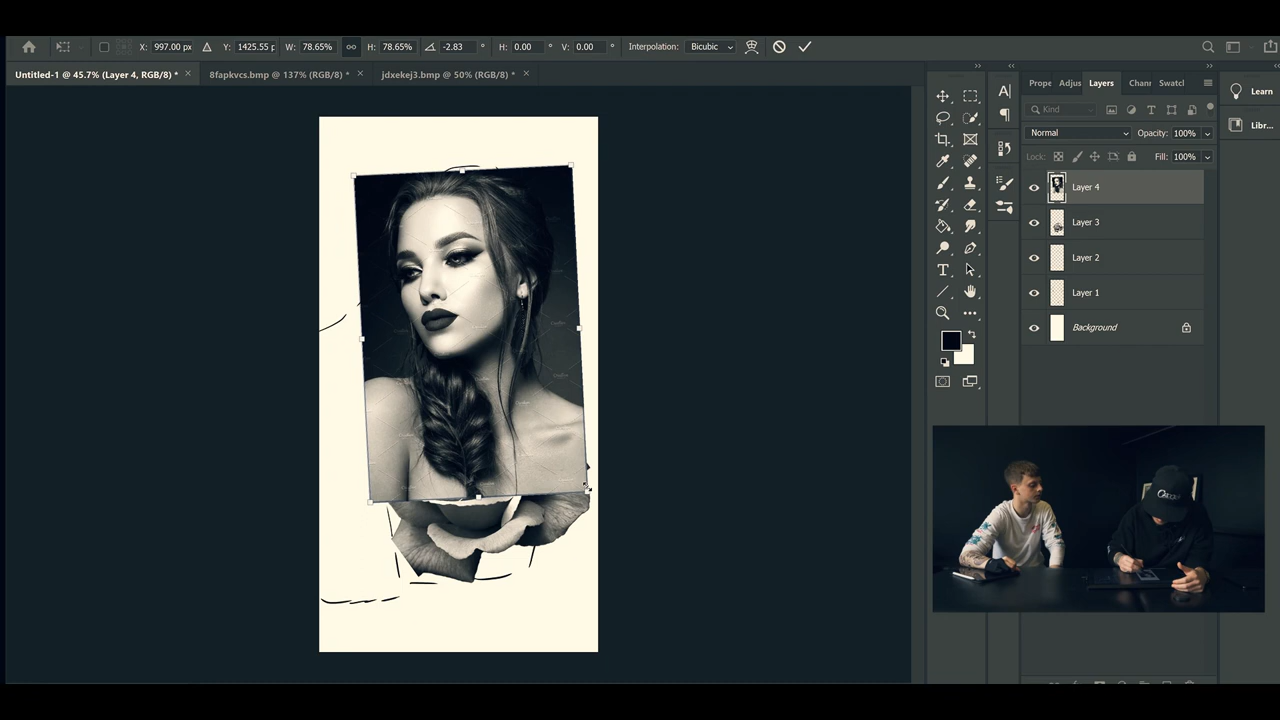 X: 997.00 px Y: 1425.55 p W: 78.65% H: 78.65% -2.83 ° H: 0.00 ° V: 0.00 ° Interpolation: Bicubic
Untitled-1 @ 45.7% (Layer 4, RGB/8) * × 8fapkvcs.bmp @ 137% (RGB/8) * × jdxekej3.bmp @ 50% (RGB/8) * ×
Prope Adjus Layers Chann Swatcl
Learn
Kind
Libr...
Normal Opacity: 100%
Lock: Fill: 100%
Layer 4
Layer 3
Layer 2
Layer 1
Background